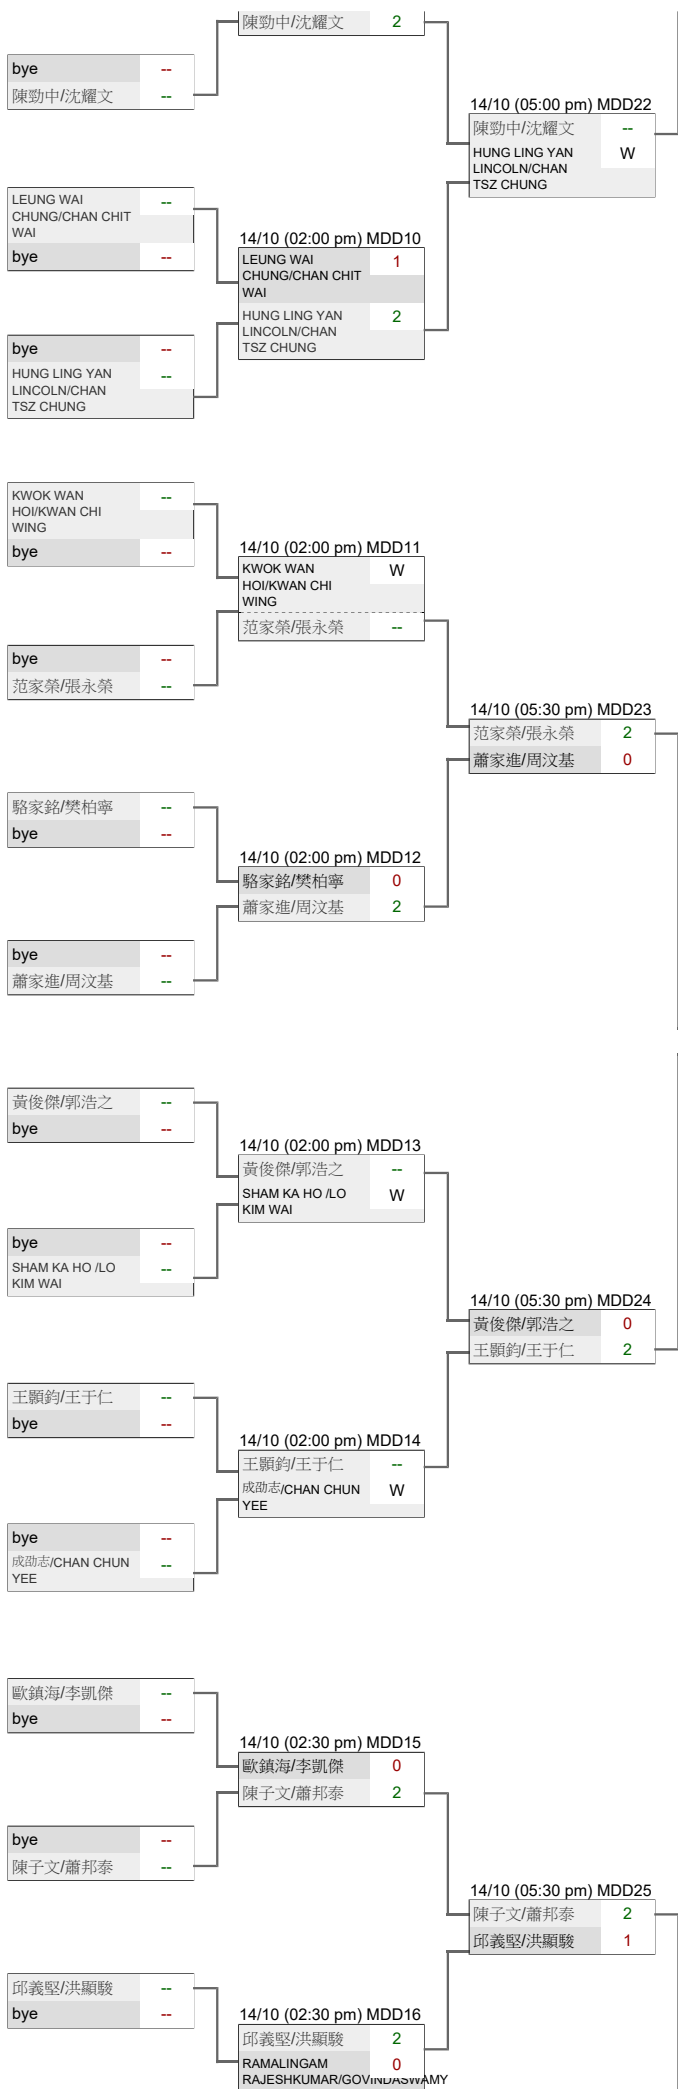 陳勁中/沈耀文 2
bye --
陳勁中/沈耀文 --
14/10 (05:00 pm) MDD22
陳勁中/沈耀文 --
HUNG LING YAN W
LINCOLN/CHAN
TSZ CHUNG
LEUNG WAI --
CHUNG/CHAN CHIT
WAI
bye --
14/10 (02:00 pm) MDD10
LEUNG WAI 1
CHUNG/CHAN CHIT
WAI
HUNG LING YAN 2
LINCOLN/CHAN
TSZ CHUNG
bye --
HUNG LING YAN --
LINCOLN/CHAN
TSZ CHUNG
KWOK WAN --
HOI/KWAN CHI
WING
bye --
14/10 (02:00 pm) MDD11
KWOK WAN W
HOI/KWAN CHI
WING
范家榮/張永榮 --
bye --
范家榮/張永榮 --
14/10 (05:30 pm) MDD23
范家榮/張永榮 2
蕭家進/周汶基 0
駱家銘/樊柏寧 --
bye --
14/10 (02:00 pm) MDD12
駱家銘/樊柏寧 0
蕭家進/周汶基 2
bye --
蕭家進/周汶基 --
黃俊傑/郭浩之 --
bye --
14/10 (02:00 pm) MDD13
黃俊傑/郭浩之 --
SHAM KA HO /LO W
KIM WAI
bye --
SHAM KA HO /LO --
KIM WAI
14/10 (05:30 pm) MDD24
黃俊傑/郭浩之 0
王顥鈞/王于仁 2
王顥鈞/王于仁 --
bye --
14/10 (02:00 pm) MDD14
王顥鈞/王于仁 --
成劭志/CHAN CHUN W
YEE
bye --
成劭志/CHAN CHUN --
YEE
歐鎮海/李凱傑 --
bye --
14/10 (02:30 pm) MDD15
歐鎮海/李凱傑 0
陳子文/蕭邦泰 2
bye --
陳子文/蕭邦泰 --
14/10 (05:30 pm) MDD25
陳子文/蕭邦泰 2
邱義堅/洪顯駿 1
邱義堅/洪顯駿 --
bye --
14/10 (02:30 pm) MDD16
邱義堅/洪顯駿 2
RAMALINGAM 0
RAJESHKUMAR/GOVINDASWAMY